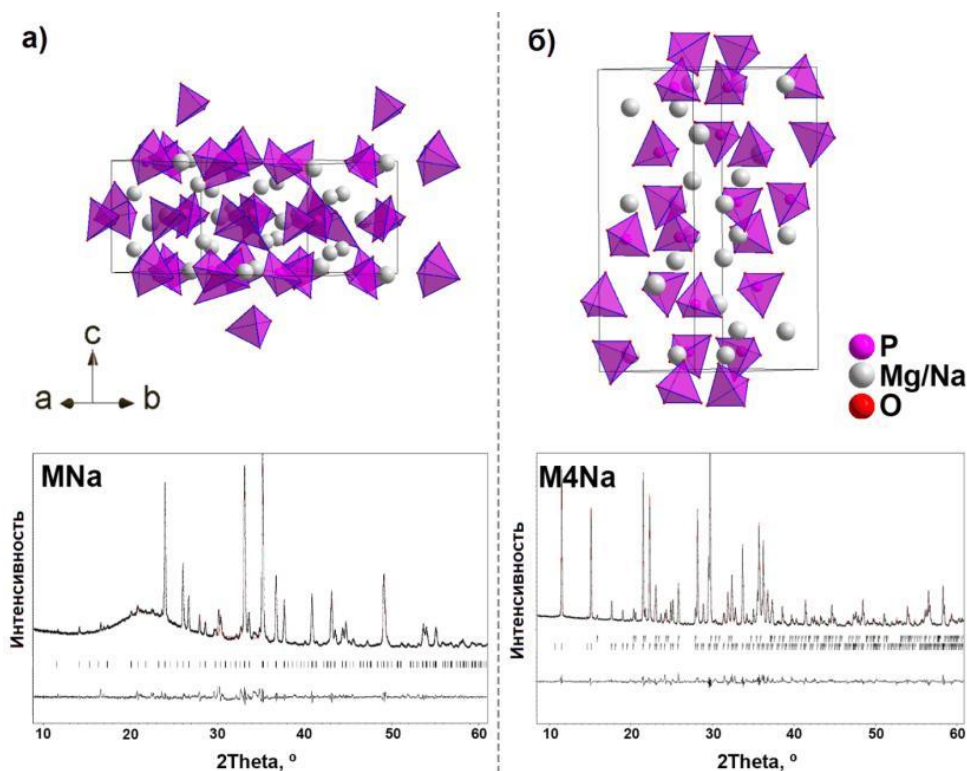 а)
б)
c
a
b
P
Mg/Na
O
MNa
Интенсивность
10
20
30
40
50
60
2Theta, º
M4Na
Интенсивность
10
20
30
40
50
60
2Theta, º